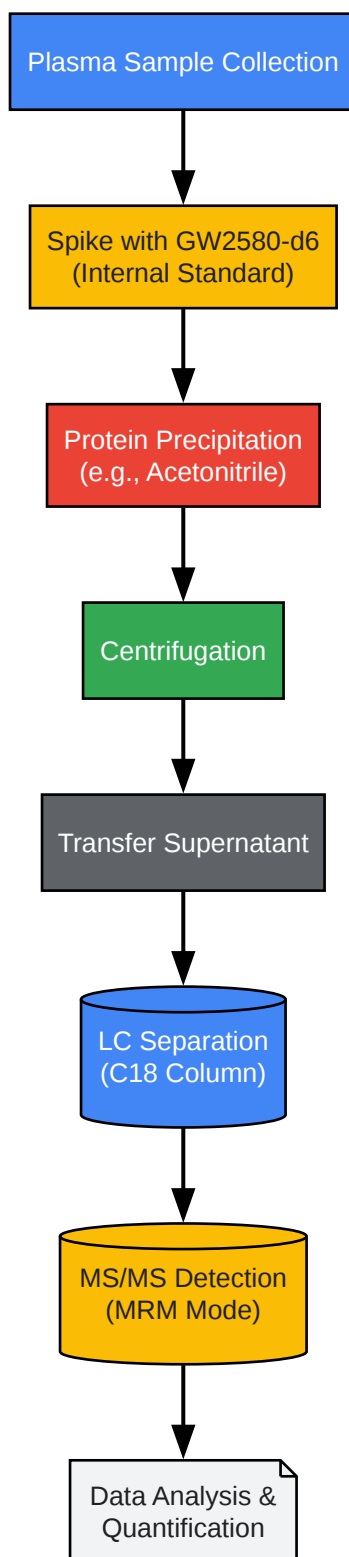 Plasma Sample Collection
Spike with GW2580-d6
(Internal Standard)
Protein Precipitation
(e.g., Acetonitrile)
Centrifugation
Transfer Supernatant
LC Separation
(C18 Column)
MS/MS Detection
(MRM Mode)
Data Analysis &
Quantification